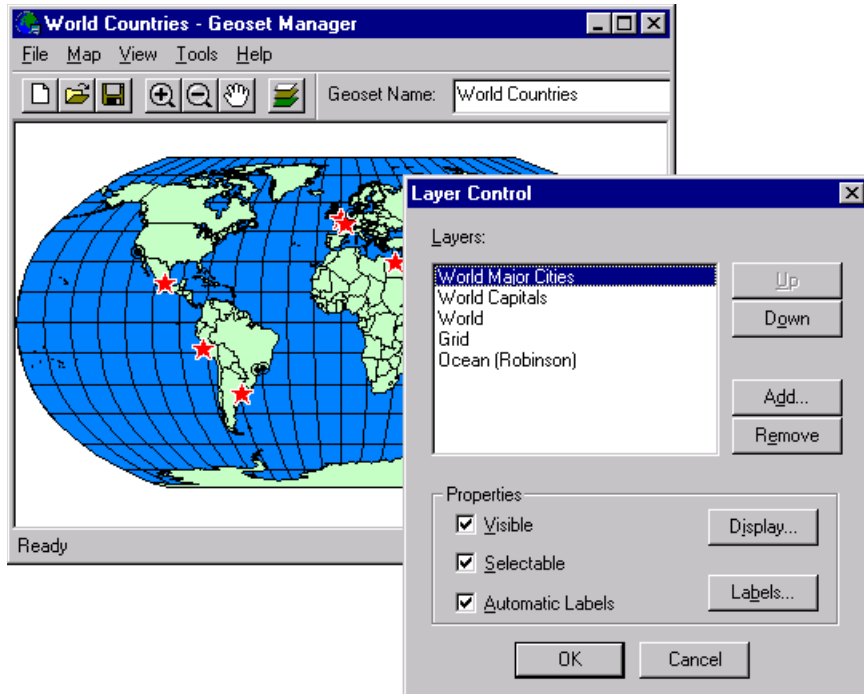 World Countries - Geoset Manager
File Map View Tools Help
Geoset Name: World Countries
Ready
Layer Control
Layers:
World Major Cities
World Capitals
World
Grid
Ocean (Robinson)
Up
Down
Add...
Remove
Properties
Visible
Selectable
Automatic Labels
Display...
Labels...
OK
Cancel